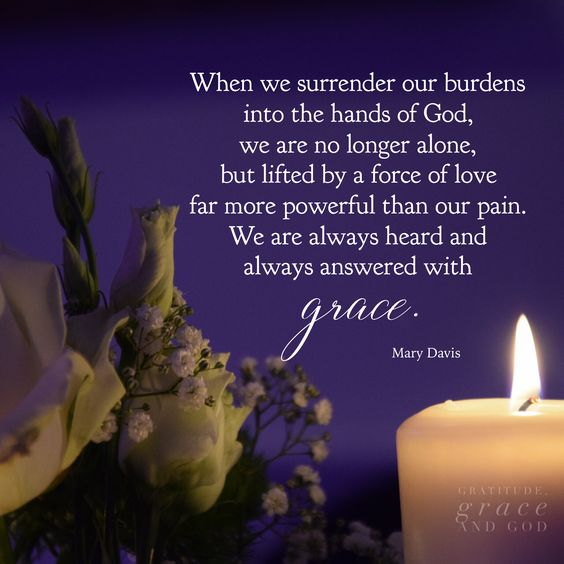 When we surrender our burdens
into the hands of God,
we are no longer alone,
but lifted by a force of love
far more powerful than our pain.
We are always heard and
always answered with
grace.
Mary Davis
GRATITUDE,
grace
AND GOD